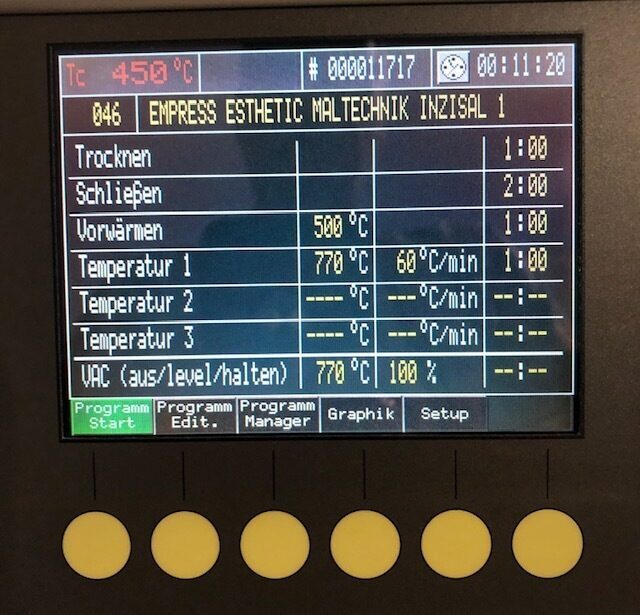 Tc 450°C # 000011717 00:11:20
046 EMPRESS ESTHETIC MALTECHNIK INZISAL 1
Trocknen 1:00
Schließen 2:00
Vorwärmen 500 °C 1:00
Temperatur 1 770 °C 60°C/min 1:00
Temperatur 2 ---- °C ---°C/min --:--
Temperatur 3 ---- °C ---°C/min --:--
VAC (aus/level/halten) 770 °C 100 % --:--
Programm Start Programm Edit. Programm Manager Graphik Setup